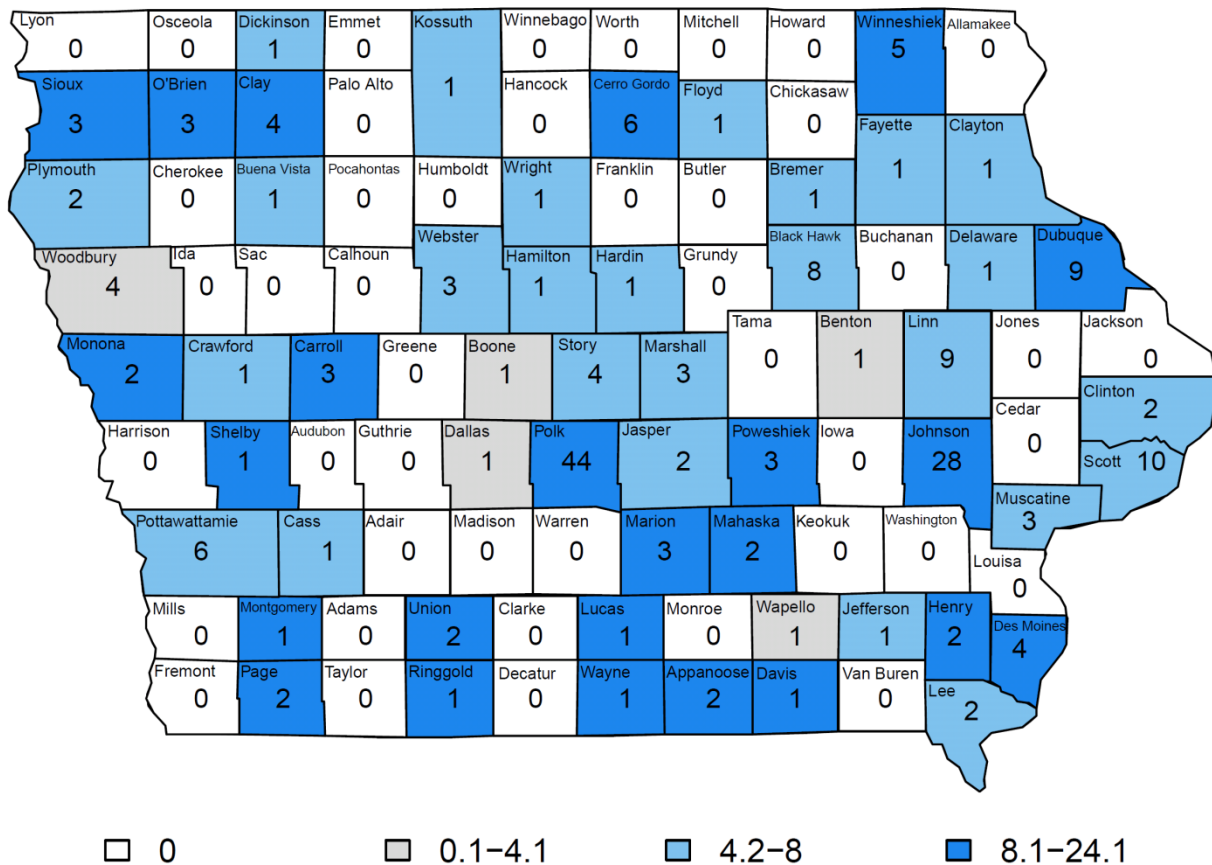 Lyon Osceola Dickinson Emmet Kossuth Winnebago Worth Mitchell Howard Winneshiek Allamakee
0 0 1 0 1 0 0 0 0 5 0
Sioux O'Brien Clay Palo Alto Hancock Cerro Gordo Floyd Chickasaw
3 3 4 0 0 6 1 0
Fayette Clayton
1 1
Plymouth Cherokee Buena Vista Pocahontas Humboldt Wright Franklin Butler Bremer
2 0 1 0 0 1 0 0 1
Woodbury Ida Sac Calhoun Webster Hamilton Hardin Grundy Black Hawk Buchanan Delaware Dubuque
4 0 0 0 3 1 1 0 8 0 1 9
Tama Benton Linn Jones Jackson
0 1 9 0 0
Monona Crawford Carroll Greene Boone Story Marshall
2 1 3 0 1 4 3
Clinton
2
Cedar
0
Harrison Shelby Audubon Guthrie Dallas Polk Jasper Poweshiek Iowa Johnson
0 1 0 0 1 44 2 3 0 28
Scott 10
Muscatine
3
Pottawattamie Cass Adair Madison Warren Marion Mahaska Keokuk Washington
6 1 0 0 0 3 2 0 0
Louisa
0
Mills Montgomery Adams Union Clarke Lucas Monroe Wapello Jefferson Henry Des Moines
0 1 0 2 0 1 0 1 1 2 4
Fremont Page Taylor Ringgold Decatur Wayne Appanoose Davis Van Buren Lee
0 2 0 1 0 1 2 1 0 2
0 0.1−4.1 4.2−8 8.1−24.1